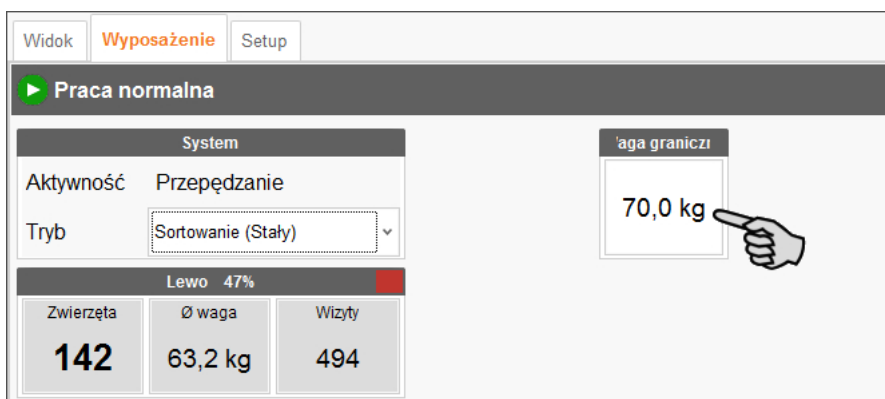 Widok Wyposażenie Setup
Praca normalna
System
Aktywność Przepędzanie
Tryb Sortowanie (Stały)
aga granicz
70,0 kg
Lewo 47%
Zwierzęta Ø waga Wizyty
142 63,2 kg 494